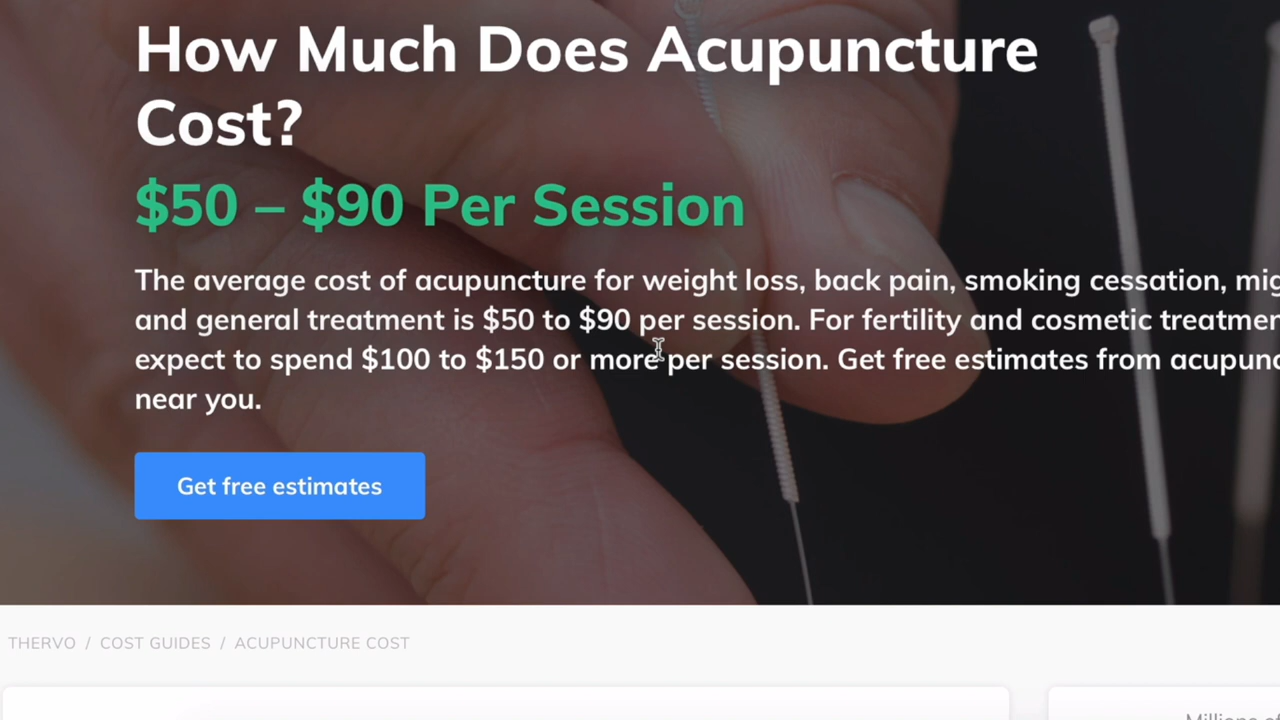 How Much Does Acupuncture
Cost?
$50 – $90 Per Session
The average cost of acupuncture for weight loss, back pain, smoking cessation,
and general treatment is $50 to $90 per session. For fertility and cosmetic
expect to spend $100 to $150 or more per session. Get free estimates from
near you.
Get free estimates
THERVO / COST GUIDES / ACUPUNCTURE COST